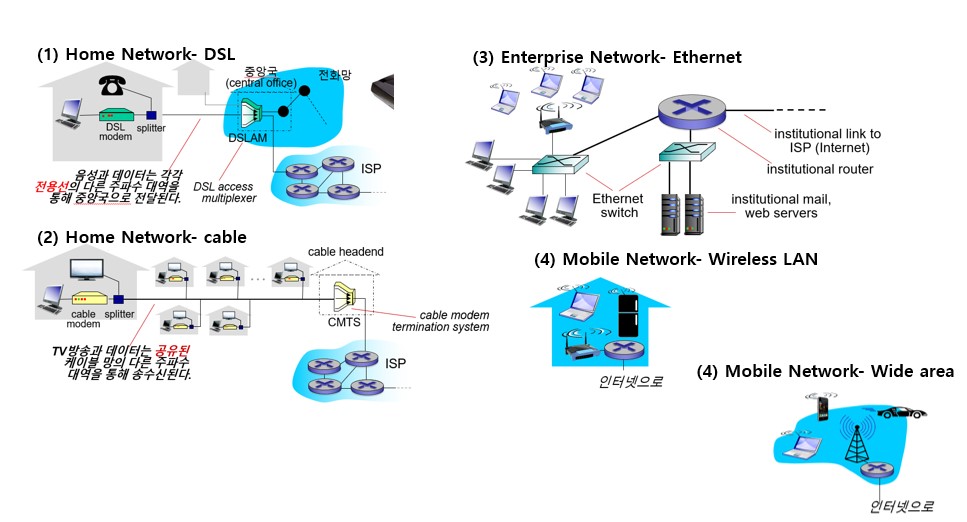 (1) Home Network- DSL
중앙국
(central office)
전화망
DSL
modem
splitter
DSLAM
ISP
음성과 데이터는 각각
전용선의 다른 주파수 대역을
통해 중앙국으로 전달된다.
DSL access
multiplexer
(2) Home Network- cable
cable headend
cable
modem
splitter
CMTS
cable modem
termination system
TV방송과 데이터는 공유된
케이블 망의 다른 주파수
대역을 통해 송수신된다.
ISP
(3) Enterprise Network- Ethernet
institutional link to
ISP (Internet)
institutional router
Ethernet
switch
institutional mail,
web servers
(4) Mobile Network- Wireless LAN
인터넷으로
(4) Mobile Network- Wide area
인터넷으로